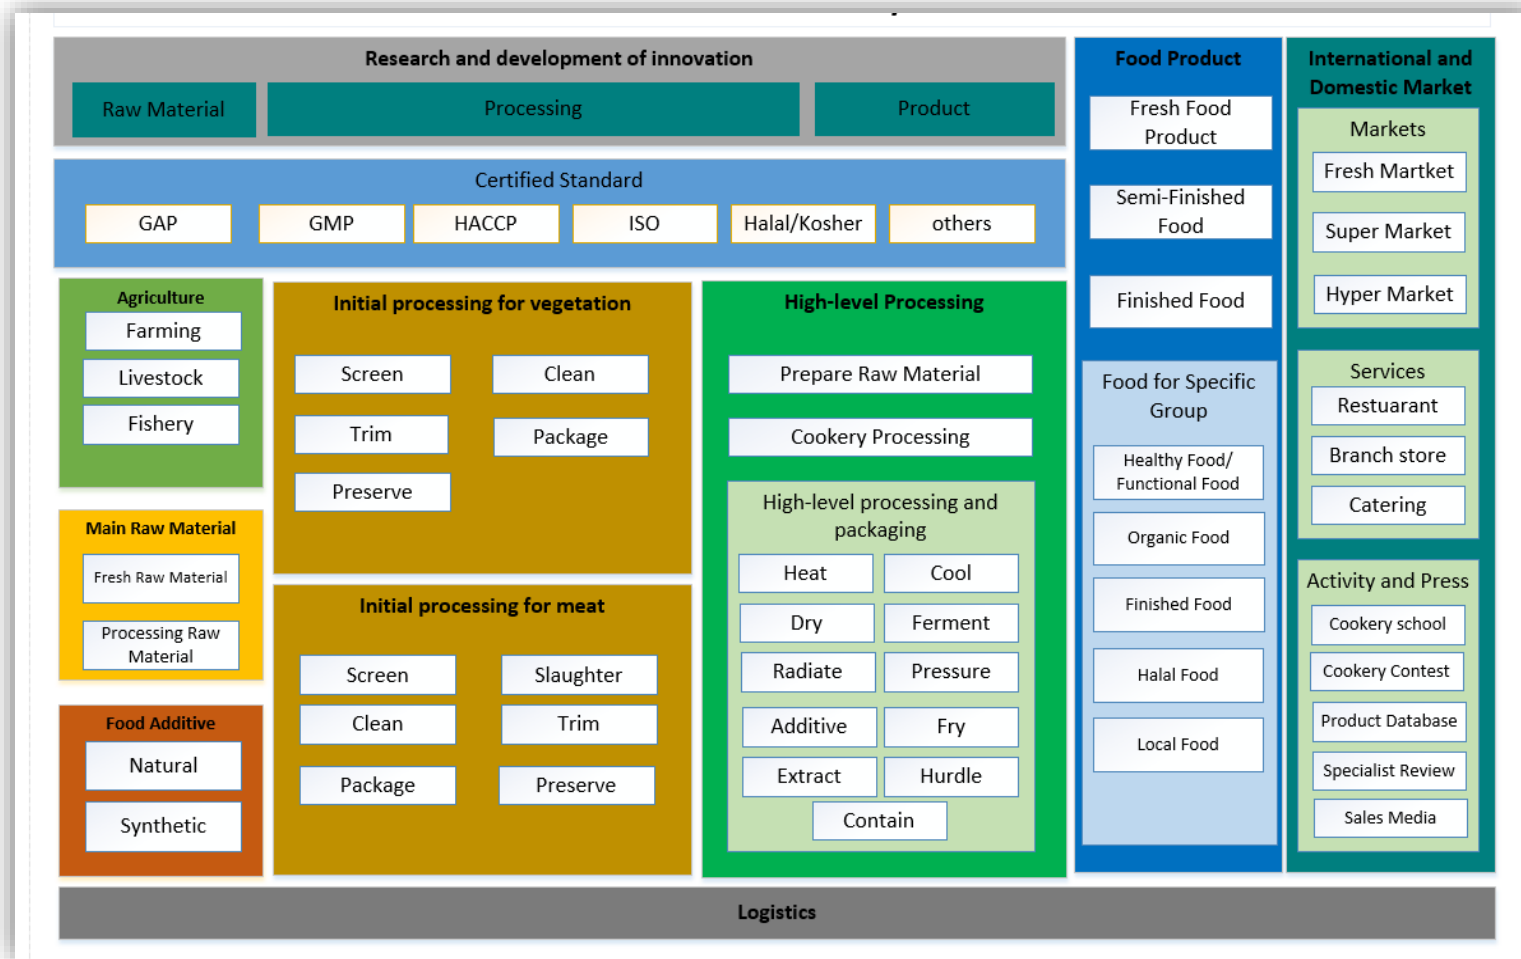 Research and development of innovation
Raw Material
Processing
Product
Certified Standard
GAP
GMP
HACCP
ISO
Halal/Kosher
others
Agriculture
Farming
Livestock
Fishery
Main Raw Material
Fresh Raw Material
Processing Raw
Material
Food Additive
Natural
Synthetic
Initial processing for vegetation
Screen
Clean
Trim
Package
Preserve
Initial processing for meat
Screen
Slaughter
Clean
Trim
Package
Preserve
High-level Processing
Prepare Raw Material
Cookery Processing
High-level processing and
packaging
Heat
Cool
Dry
Ferment
Radiate
Pressure
Additive
Fry
Extract
Hurdle
Contain
Food Product
Fresh Food
Product
Semi-Finished
Food
Finished Food
Food for Specific
Group
Healthy Food/
Functional Food
Organic Food
Finished Food
Halal Food
Local Food
International and
Domestic Market
Markets
Fresh Martket
Super Market
Hyper Market
Services
Restuarant
Branch store
Catering
Activity and Press
Cookery school
Cookery Contest
Product Database
Specialist Review
Sales Media
Logistics